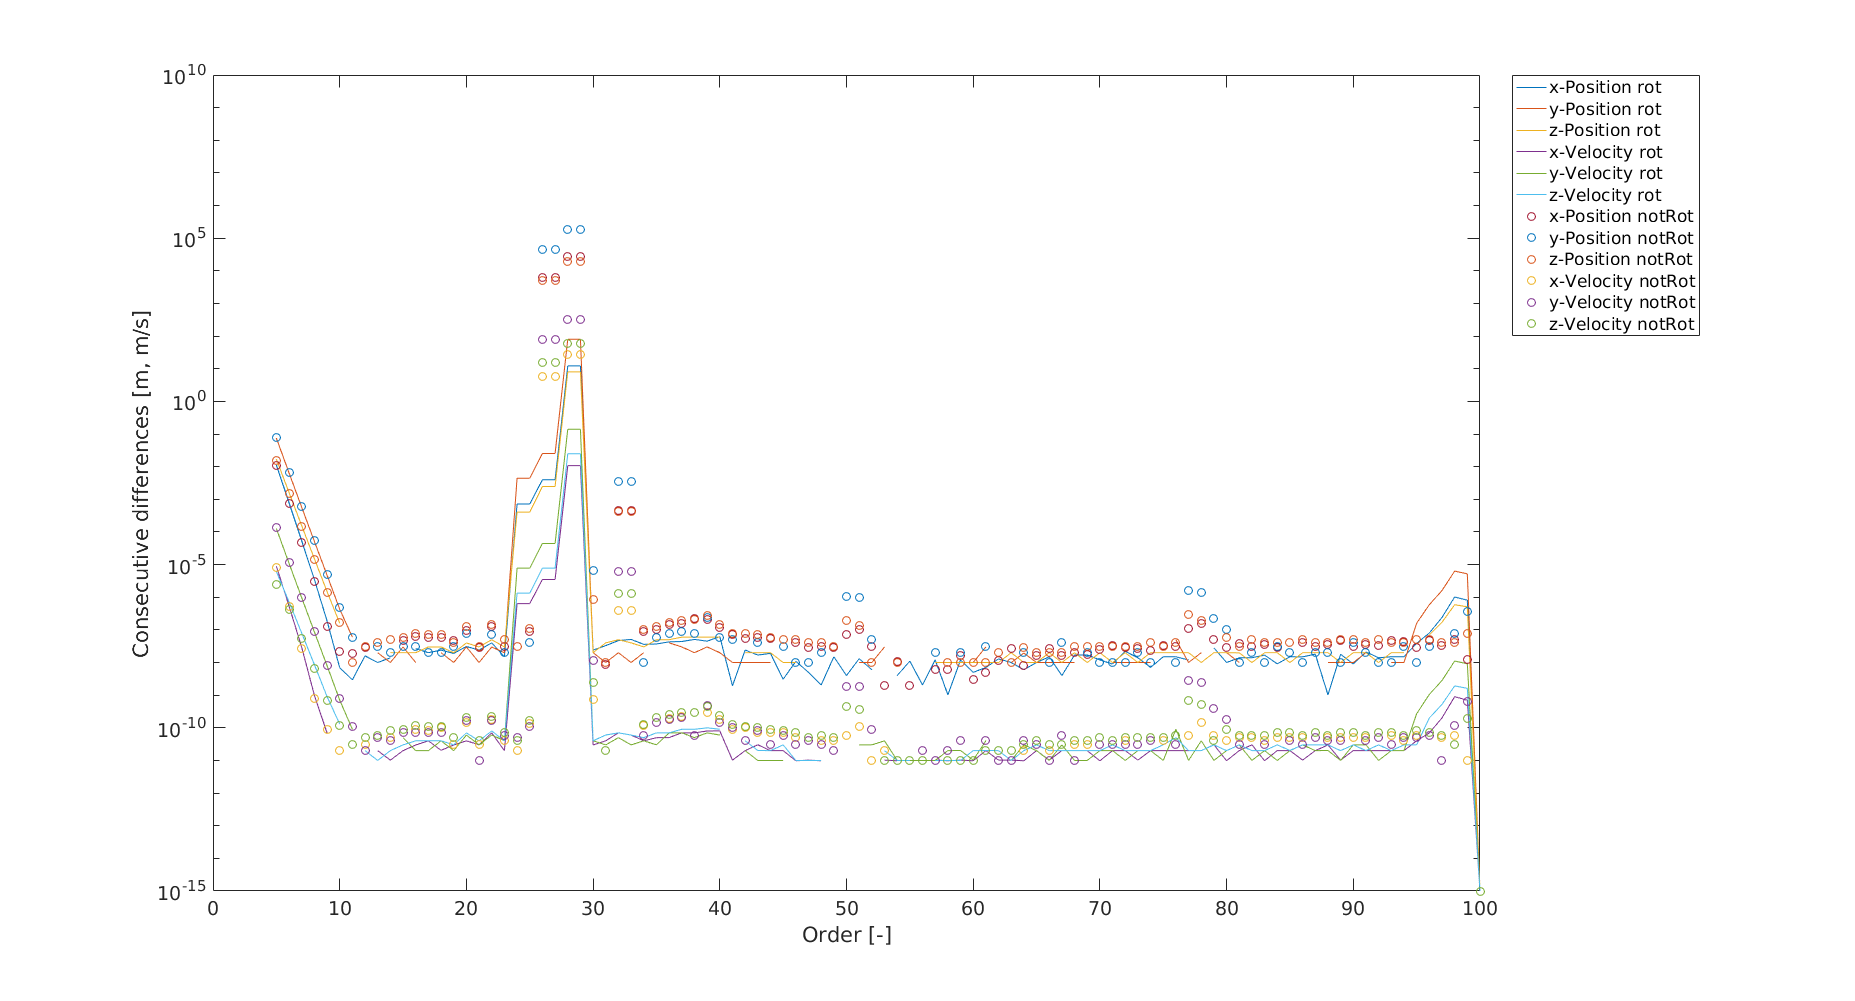 10^10
10^5
10^0
10^-5
10^-10
10^-15
Consecutive differences [m, m/s]
0 10 20 30 40 50 60 70 80 90 100
Order [-]
x-Position rot
y-Position rot
z-Position rot
x-Velocity rot
y-Velocity rot
z-Velocity rot
x-Position notRot
y-Position notRot
z-Position notRot
x-Velocity notRot
y-Velocity notRot
z-Velocity notRot